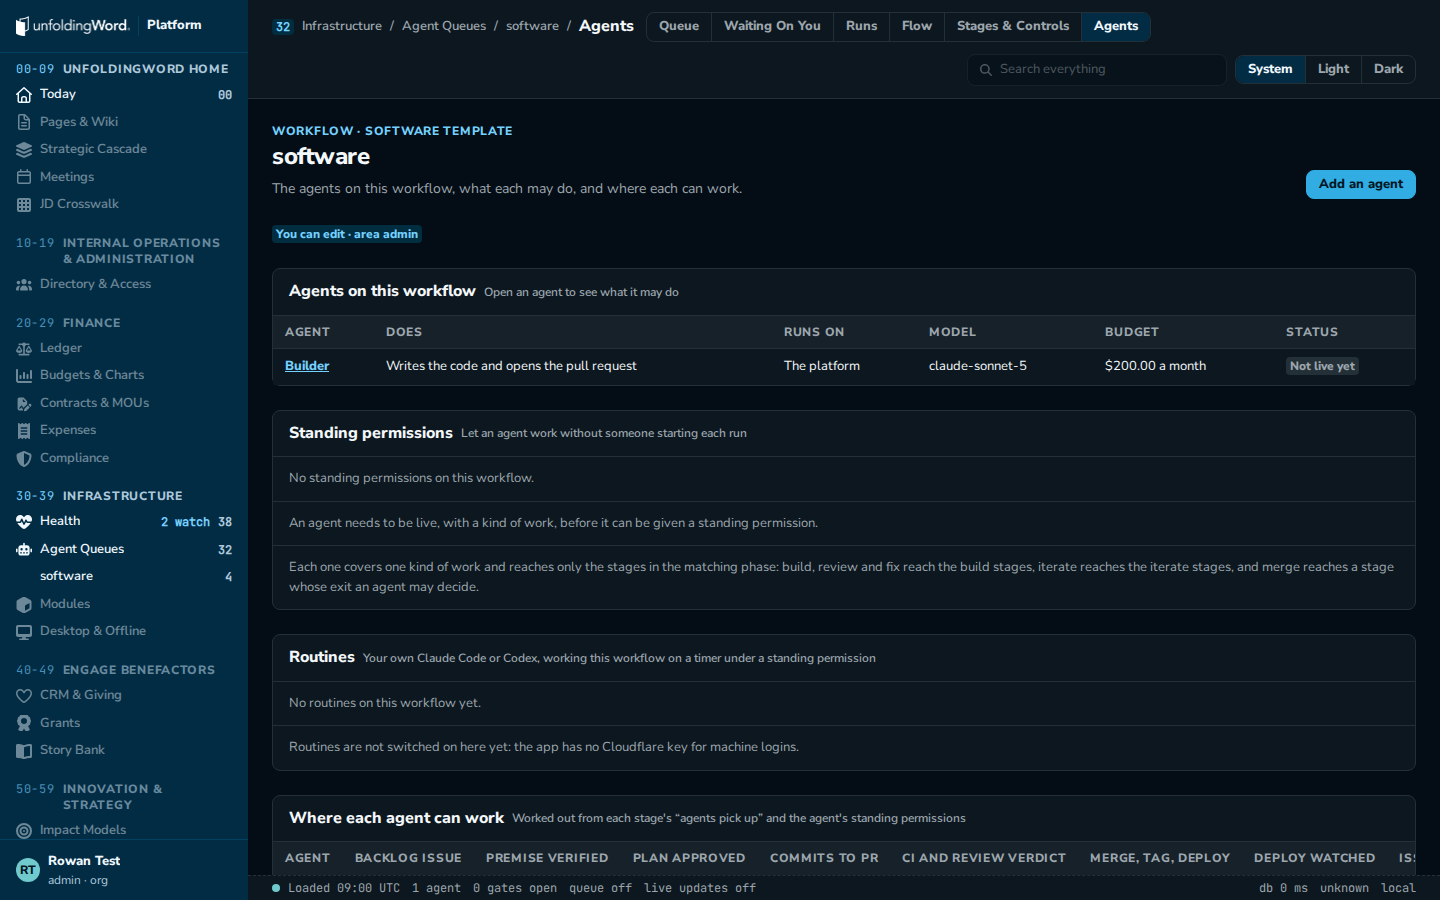 unfoldingWord Platform
00-09 UNFOLDINGWORD HOME
Today 00
Pages & Wiki
Strategic Cascade
Meetings
JD Crosswalk
10-19 INTERNAL OPERATIONS
& ADMINISTRATION
Directory & Access
20-29 FINANCE
Ledger
Budgets & Charts
Contracts & MOUs
Expenses
Compliance
30-39 INFRASTRUCTURE
Health 2 watch 38
Agent Queues 32
software 4
Modules
Desktop & Offline
40-49 ENGAGE BENEFACTORS
CRM & Giving
Grants
Story Bank
50-59 INNOVATION &
STRATEGY
Impact Models
RT Rowan Test
admin · org
32 Infrastructure / Agent Queues / software / Agents
Queue Waiting On You Runs Flow Stages & Controls Agents
Search everything
System Light Dark
WORKFLOW · SOFTWARE TEMPLATE
software
The agents on this workflow, what each may do, and where each can work.
Add an agent
You can edit · area admin
Agents on this workflow Open an agent to see what it may do
AGENT DOES RUNS ON MODEL BUDGET STATUS
Builder Writes the code and opens the pull request The platform claude-sonnet-5 $200.00 a month Not live yet
Standing permissions Let an agent work without someone starting each run
No standing permissions on this workflow.
An agent needs to be live, with a kind of work, before it can be given a standing permission.
Each one covers one kind of work and reaches only the stages in the matching phase: build, review and fix reach the build stages, iterate reaches the iterate stages, and merge reaches a stage
whose exit an agent may decide.
Routines Your own Claude Code or Codex, working this workflow on a timer under a standing permission
No routines on this workflow yet.
Routines are not switched on here yet: the app has no Cloudflare key for machine logins.
Where each agent can work Worked out from each stage's “agents pick up” and the agent's standing permissions
AGENT BACKLOG ISSUE PREMISE VERIFIED PLAN APPROVED COMMITS TO PR CI AND REVIEW VERDICT MERGE, TAG, DEPLOY DEPLOY WATCHED
Loaded 09:00 UTC 1 agent 0 gates open queue off live updates off db 0 ms unknown local